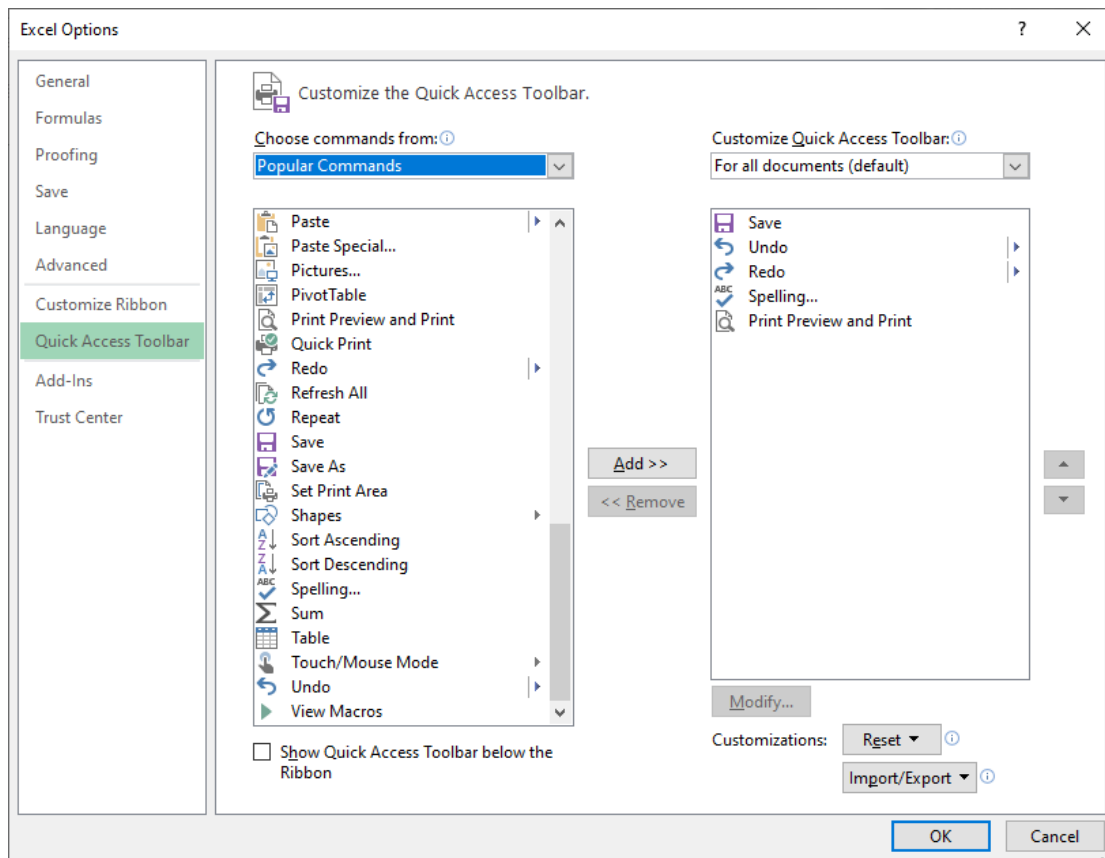 Excel Options
?
General
Formulas
Proofing
Save
Language
Advanced
Customize Ribbon
Quick Access Toolbar
Add-Ins
Trust Center
Customize the Quick Access Toolbar.
Choose commands from:
Popular Commands
Paste
Paste Special...
Pictures...
PivotTable
Print Preview and Print
Quick Print
Redo
Refresh All
Repeat
Save
Save As
Set Print Area
Shapes
Sort Ascending
Sort Descending
Spelling...
Sum
Table
Touch/Mouse Mode
Undo
View Macros
Show Quick Access Toolbar below the
Ribbon
Add >>
<< Remove
Customize Quick Access Toolbar:
For all documents (default)
Save
Undo
Redo
Spelling...
Print Preview and Print
Modify...
Customizations:
Reset
Import/Export
OK
Cancel